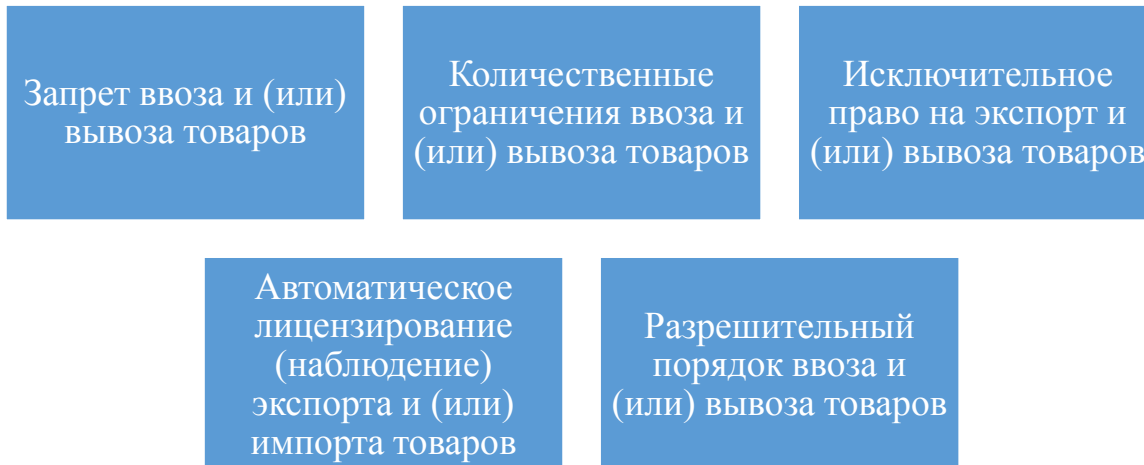 Запрет ввоза и (или)
вывоза товаров
Количественные
ограничения ввоза и
(или) вывоза товаров
Исключительное
право на экспорт и
(или) вывоза товаров
Автоматическое
лицензирование
(наблюдение)
экспорта и (или)
импорта товаров
Разрешительный
порядок ввоза и
(или) вывоза товаров